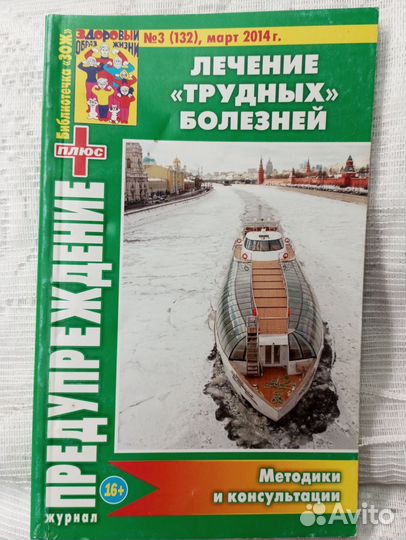 №3 (132), март 2014 г.
ЗДОРОВЫЙ
ОБРАЗ ЖИЗНИ
Библиотечка "ЗОЖ"
ЛЕЧЕНИЕ
«ТРУДНЫХ»
БОЛЕЗНЕЙ
ПЛЮС
ПРЕДУПРЕЖДЕНИЕ
журнал
16+
Методики
и консультации
Avito